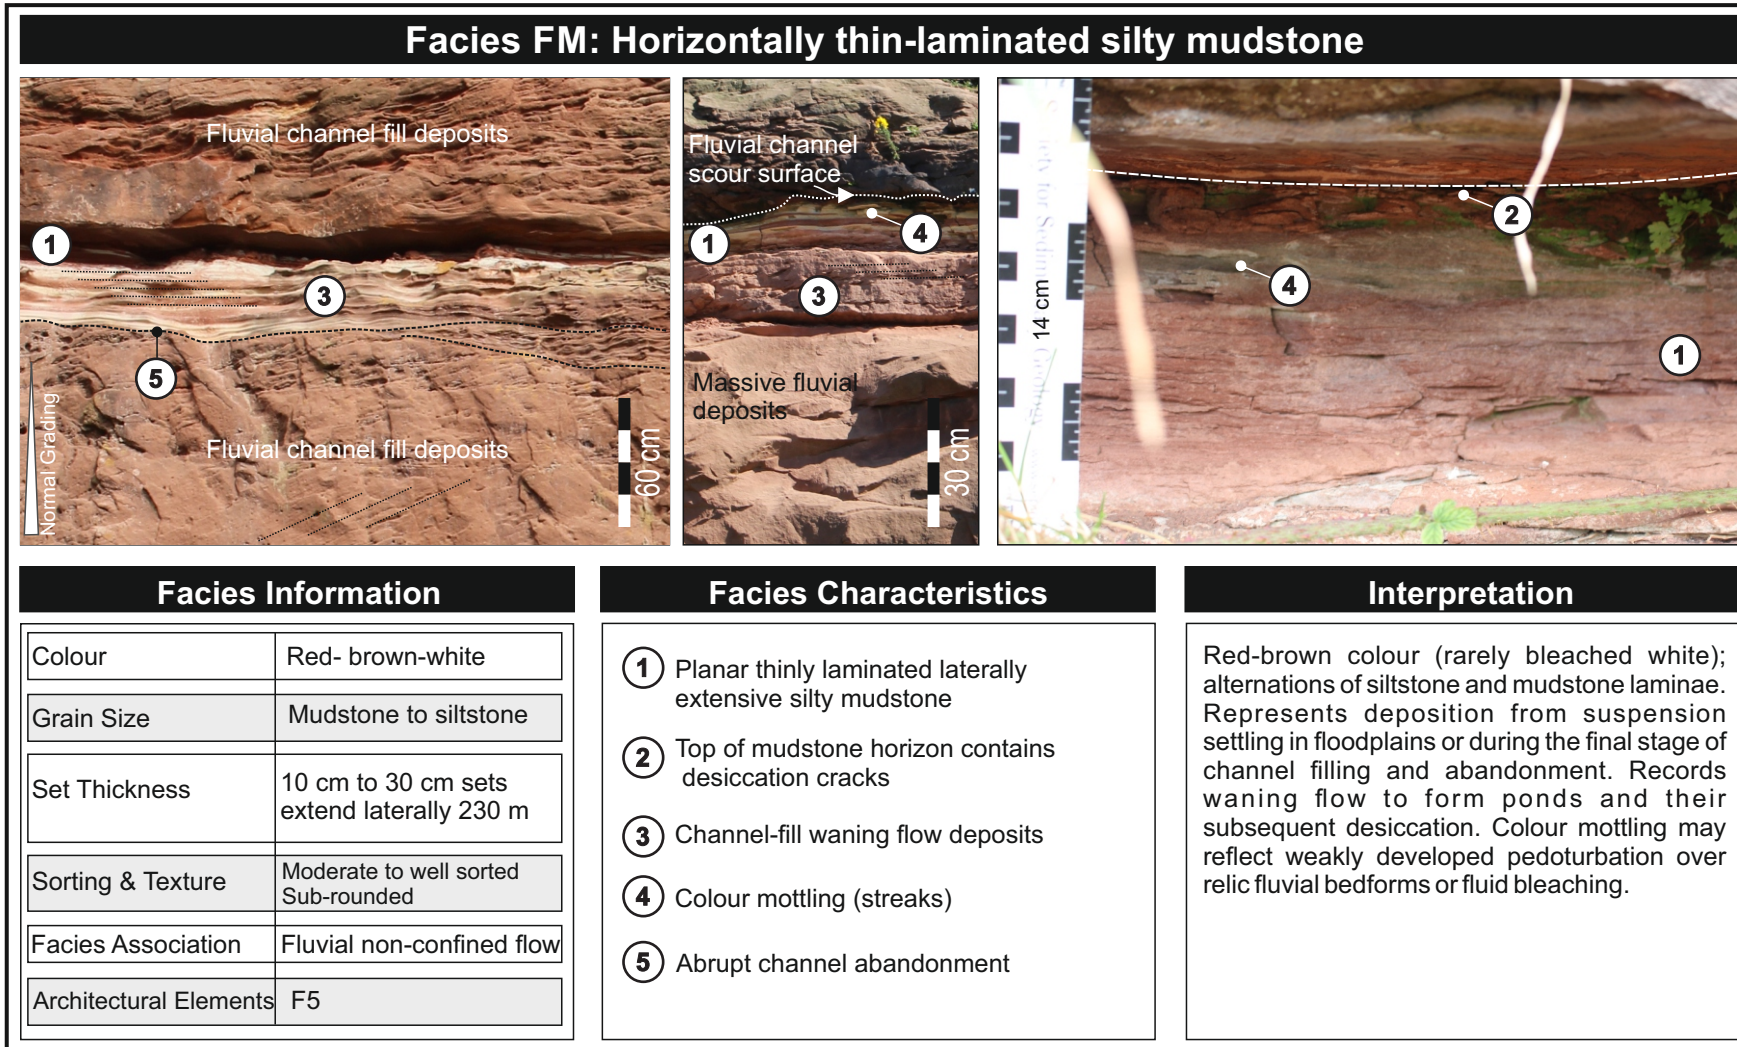 Facies FM: Horizontally thin-laminated silty mudstone
Fluvial channel fill deposits
1
3
5
Normal Grading
Fluvial channel fill deposits
60 cm
Fluvial channel
scour surface
4
1
3
Massive fluvial
deposits
30 cm
2
4
14 cm
1
Facies Information
Colour Red- brown-white
Grain Size Mudstone to siltstone
Set Thickness 10 cm to 30 cm sets
extend laterally 230 m
Sorting & Texture Moderate to well sorted
Sub-rounded
Facies Association Fluvial non-confined flow
Architectural Elements F5
Facies Characteristics
1 Planar thinly laminated laterally
extensive silty mudstone
2 Top of mudstone horizon contains
desiccation cracks
3 Channel-fill waning flow deposits
4 Colour mottling (streaks)
5 Abrupt channel abandonment
Interpretation
Red-brown colour (rarely bleached white);
alternations of siltstone and mudstone laminae.
Represents deposition from suspension
settling in floodplains or during the final stage of
channel filling and abandonment. Records
waning flow to form ponds and their
subsequent desiccation. Colour mottling may
reflect weakly developed pedoturbation over
relic fluvial bedforms or fluid bleaching.